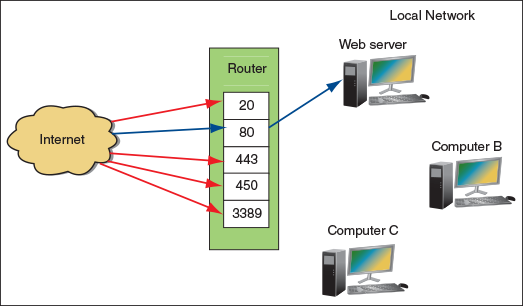 Local Network
Web server
Router
20
80
443
450
3389
Internet
Computer B
Computer C